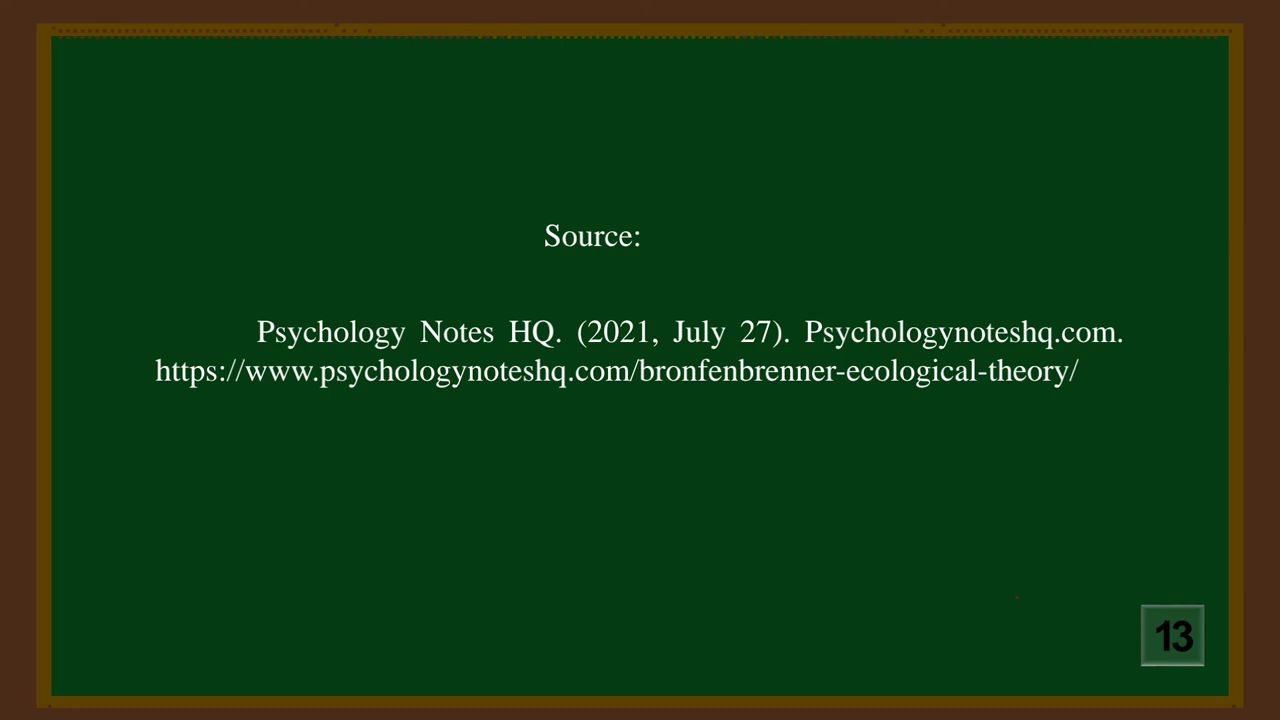 Source:
Psychology Notes HQ. (2021, July 27). Psychologynoteshq.com.
https://www.psychologynoteshq.com/bronfenbrenner-ecological-theory/
13